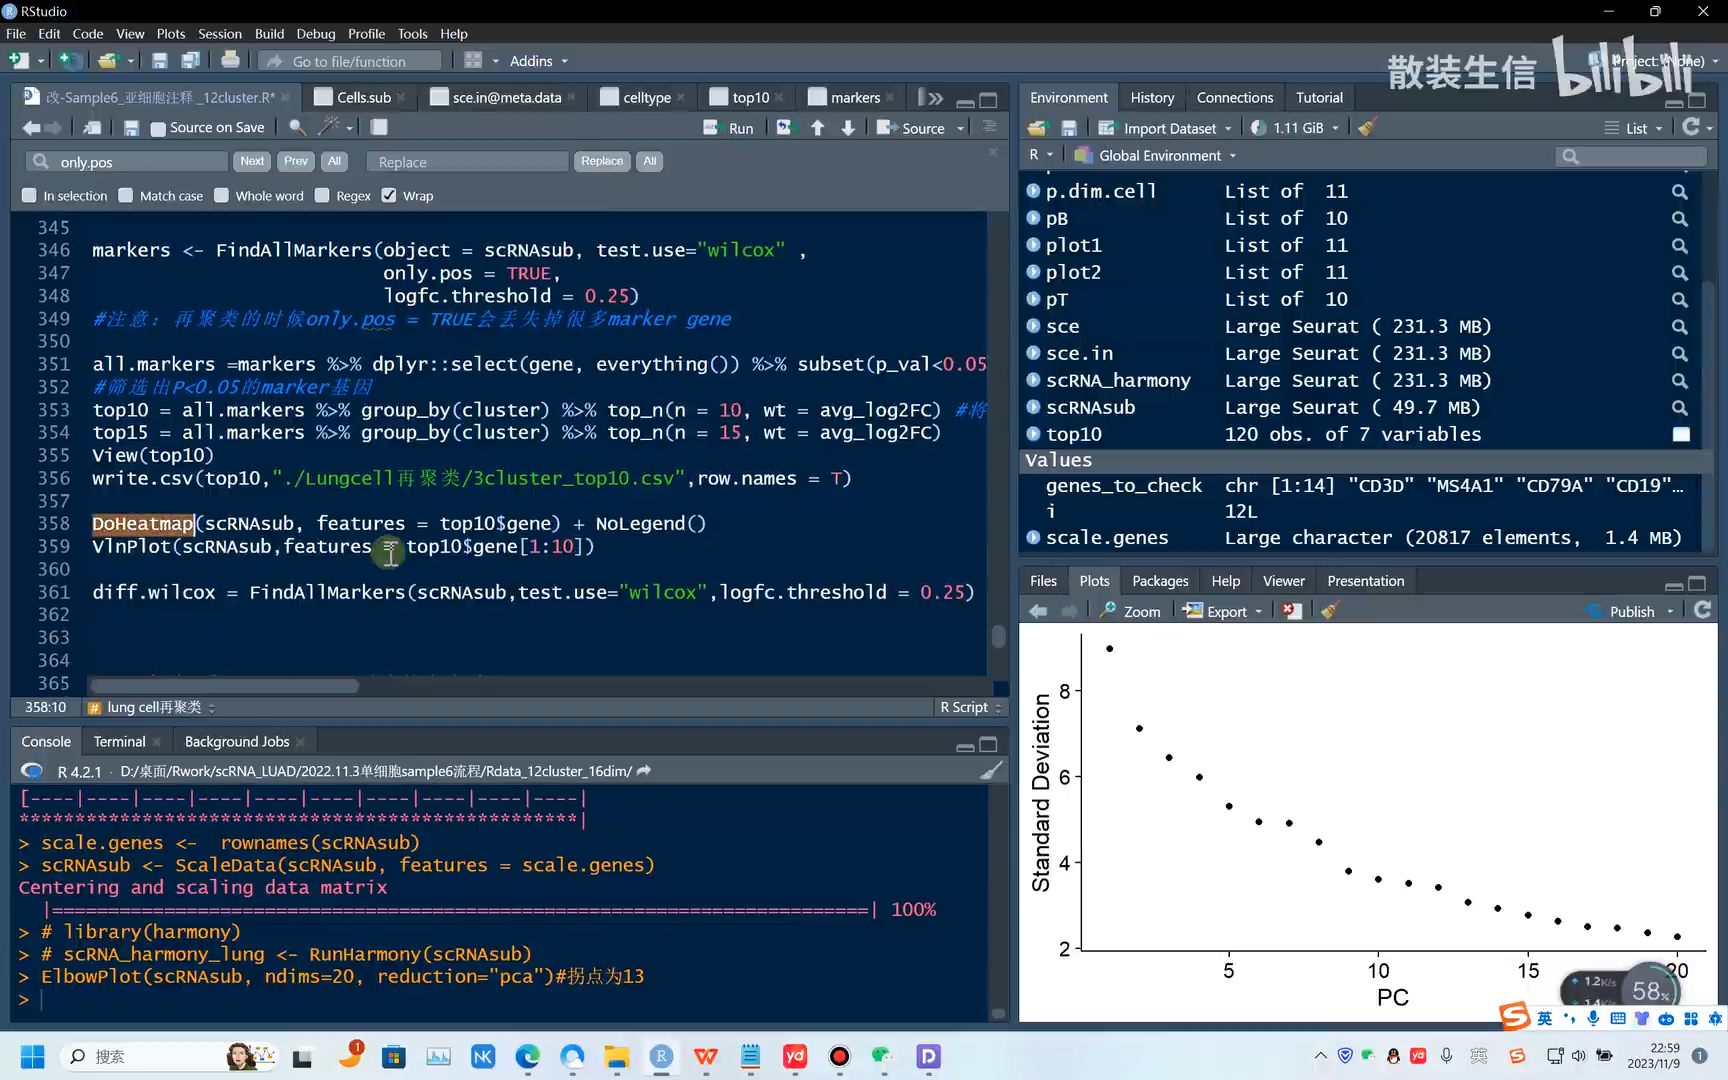 RStudio
File Edit Code View Plots Session Build Debug Profile Tools Help
Go to file/function Addins
散装生信 bilibili
改-Sample6_亚细胞注释 _12cluster.R* Cells.sub sce.in@meta.data celltype top10 markers
Source on Save Run Source
only.pos Next Prev All Replace Replace All
In selection Match case Whole word Regex Wrap
345
346 markers <- FindAllMarkers(object = scRNAsub, test.use="wilcox" ,
347 only.pos = TRUE,
348 logfc.threshold = 0.25)
349 #注意: 再聚类的时候only.pos = TRUE会丢失掉很多marker gene
350
351 all.markers =markers %>% dplyr::select(gene, everything()) %>% subset(p_val<0.05
352 #筛选出P<0.05的marker基因
353 top10 = all.markers %>% group_by(cluster) %>% top_n(n = 10, wt = avg_log2FC) #将
354 top15 = all.markers %>% group_by(cluster) %>% top_n(n = 15, wt = avg_log2FC)
355 View(top10)
356 write.csv(top10,"./Lungcell再聚类/3cluster_top10.csv",row.names = T)
357
358 DoHeatmap(scRNAsub, features = top10$gene) + NoLegend()
359 VlnPlot(scRNAsub,features = top10$gene[1:10])
360
361 diff.wilcox = FindAllMarkers(scRNAsub,test.use="wilcox",logfc.threshold = 0.25)
362
363
364
365
358:10 lung cell再聚类 R Script
Console Terminal Background Jobs
R 4.2.1 · D:/桌面/Rwork/scRNA_LUAD/2022.11.3单细胞sample6流程/Rdata_12cluster_16dim/
[----|----|----|----|----|----|----|----|----|----|
**************************************************|
> scale.genes <- rownames(scRNAsub)
> scRNAsub <- ScaleData(scRNAsub, features = scale.genes)
Centering and scaling data matrix
|==========================================================================| 100%
> # library(harmony)
> # scRNA_harmony_lung <- RunHarmony(scRNAsub)
> ElbowPlot(scRNAsub, ndims=20, reduction="pca")#拐点为13
>
Environment History Connections Tutorial
Import Dataset 1.11 GiB List
R Global Environment
p.dim.cell List of 11
pB List of 10
plot1 List of 11
plot2 List of 11
pT List of 10
sce Large Seurat ( 231.3 MB)
sce.in Large Seurat ( 231.3 MB)
scRNA_harmony Large Seurat ( 231.3 MB)
scRNAsub Large Seurat ( 49.7 MB)
top10 120 obs. of 7 variables
Values
genes_to_check chr [1:14] "CD3D" "MS4A1" "CD79A" "CD19"…
i 12L
scale.genes Large character (20817 elements, 1.4 MB)
Files Plots Packages Help Viewer Presentation
Zoom Export Publish
Standard Deviation
8
6
4
2
5 10 15 20
PC
1.2K/s
58%
英
搜索
22:59
2023/11/9